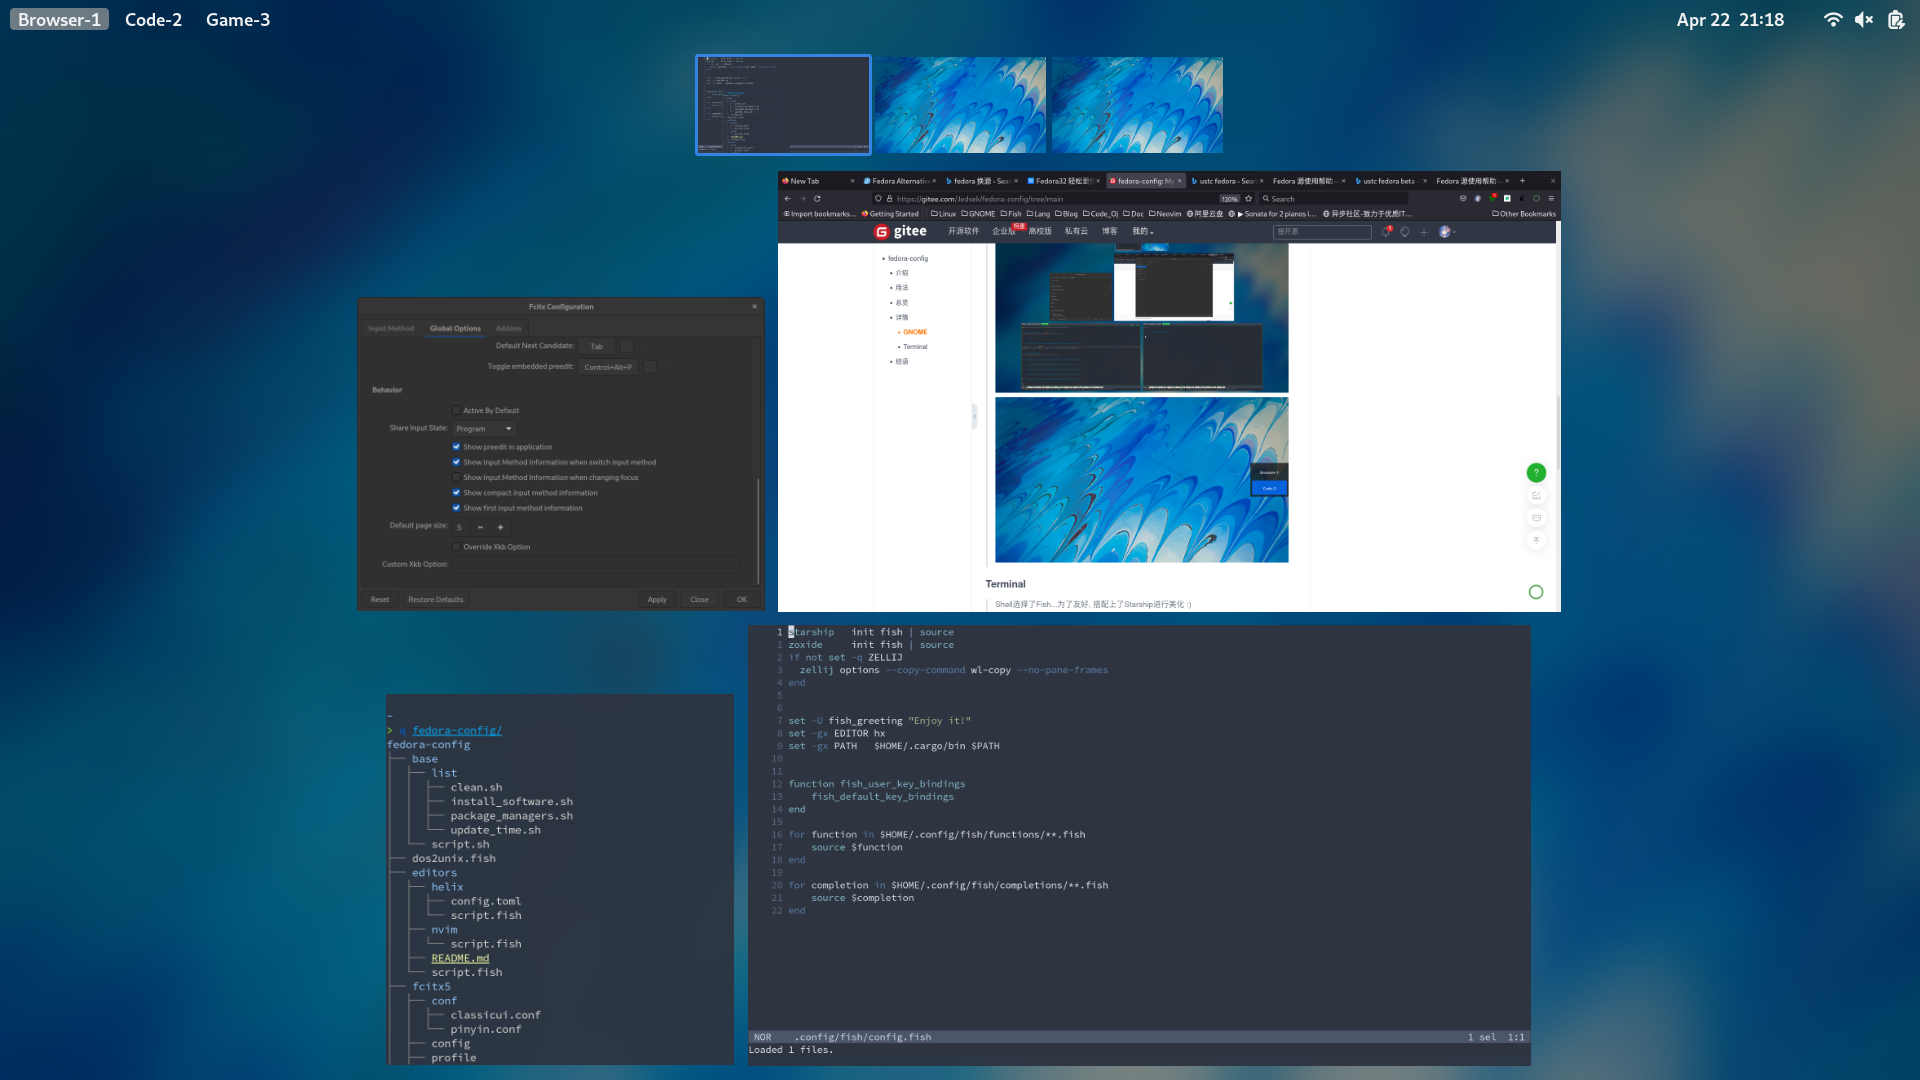 Browser-1 Code-2 Game-3
Apr 22 21:18
New Tab
Fedora Alternativ
fedora 换源 - Sear
Fedora32 轻松更
fedora-config: My
ustc fedora - Sear
Fedora 源使用帮助
ustc fedora beta
Fedora 源使用帮助
https://gitee.com/Jedsek/fedora-config/tree/main
120%
Search
Import bookmarks... Getting Started Linux GNOME Fish Lang Blog Code_Oj Doc Neovim 阿里云盘 ▶ Sonata for 2 pianos i... 异步社区-致力于优质IT... Other Bookmarks
gitee 开源软件 企业版 特惠 高校版 私有云 博客 我的
搜开源
fedora-config
介绍
用法
总览
详情
GNOME
Terminal
结语
Browser-1
Code-2
Terminal
Shell选择了Fish...为了友好, 搭配上了Starship进行美化 :)
Fcitx Configuration
Input Method Global Options Addons
Default Next Candidate: Tab
Toggle embedded preedit: Control+Alt+P
Behavior
Active By Default
Share Input State: Program
Show preedit in application
Show Input Method Information when switch input method
Show Input Method Information when changing focus
Show compact input method information
Show first input method information
Default page size: 5
Override Xkb Option
Custom Xkb Option:
Reset Restore Defaults Apply Close OK
~
> q fedora-config/
fedora-config
base
list
clean.sh
install_software.sh
package_managers.sh
update_time.sh
script.sh
dos2unix.fish
editors
helix
config.toml
script.fish
nvim
script.fish
README.md
script.fish
fcitx5
conf
classicui.conf
pinyin.conf
config
profile
1 starship init fish | source
1 zoxide init fish | source
2 if not set -q ZELLIJ
3 zellij options --copy-command wl-copy --no-pane-frames
4 end
5
6
7 set -U fish_greeting "Enjoy it!"
8 set -gx EDITOR hx
9 set -gx PATH $HOME/.cargo/bin $PATH
10
11
12 function fish_user_key_bindings
13 fish_default_key_bindings
14 end
15
16 for function in $HOME/.config/fish/functions/**.fish
17 source $function
18 end
19
20 for completion in $HOME/.config/fish/completions/**.fish
21 source $completion
22 end
NOR .config/fish/config.fish 1 sel 1:1
Loaded 1 files.